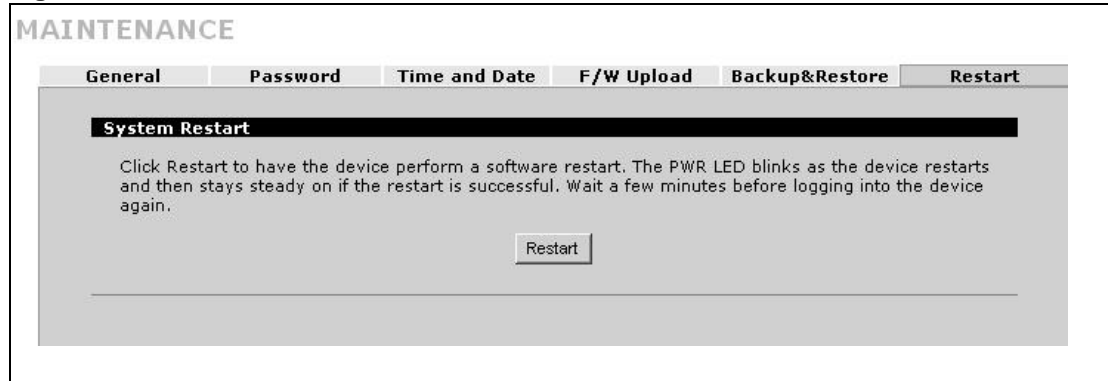 MAINTENANCE
General Password Time and Date F/W Upload Backup&Restore Restart
System Restart
Click Restart to have the device perform a software restart. The PWR LED blinks as the device restarts
and then stays steady on if the restart is successful. Wait a few minutes before logging into the device
again.
Restart